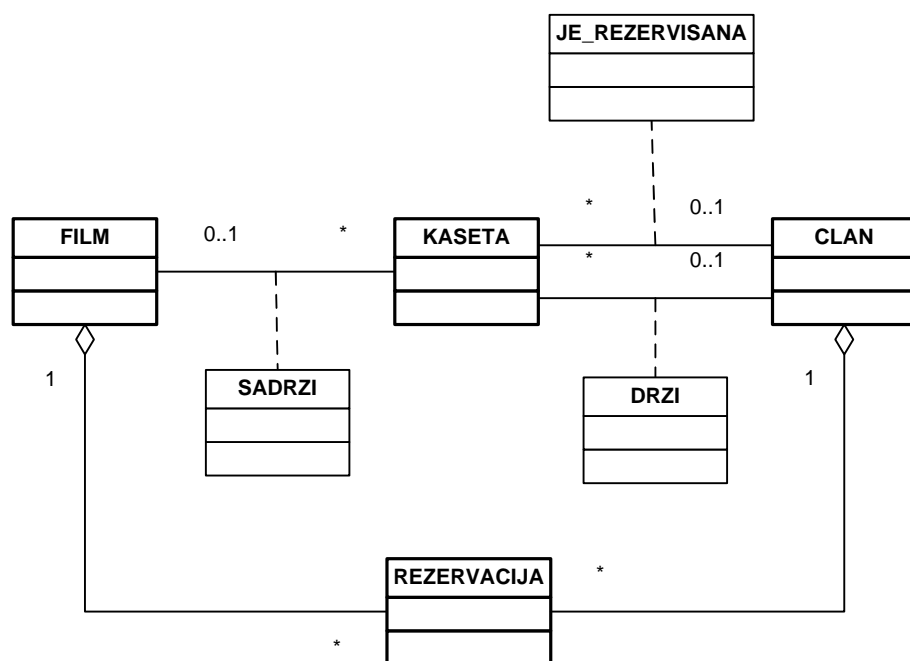 JE_REZERVISANA
* 0..1
FILM 0..1 * KASETA CLAN
* 0..1
1 SADRZI DRZI 1
REZERVACIJA *
*